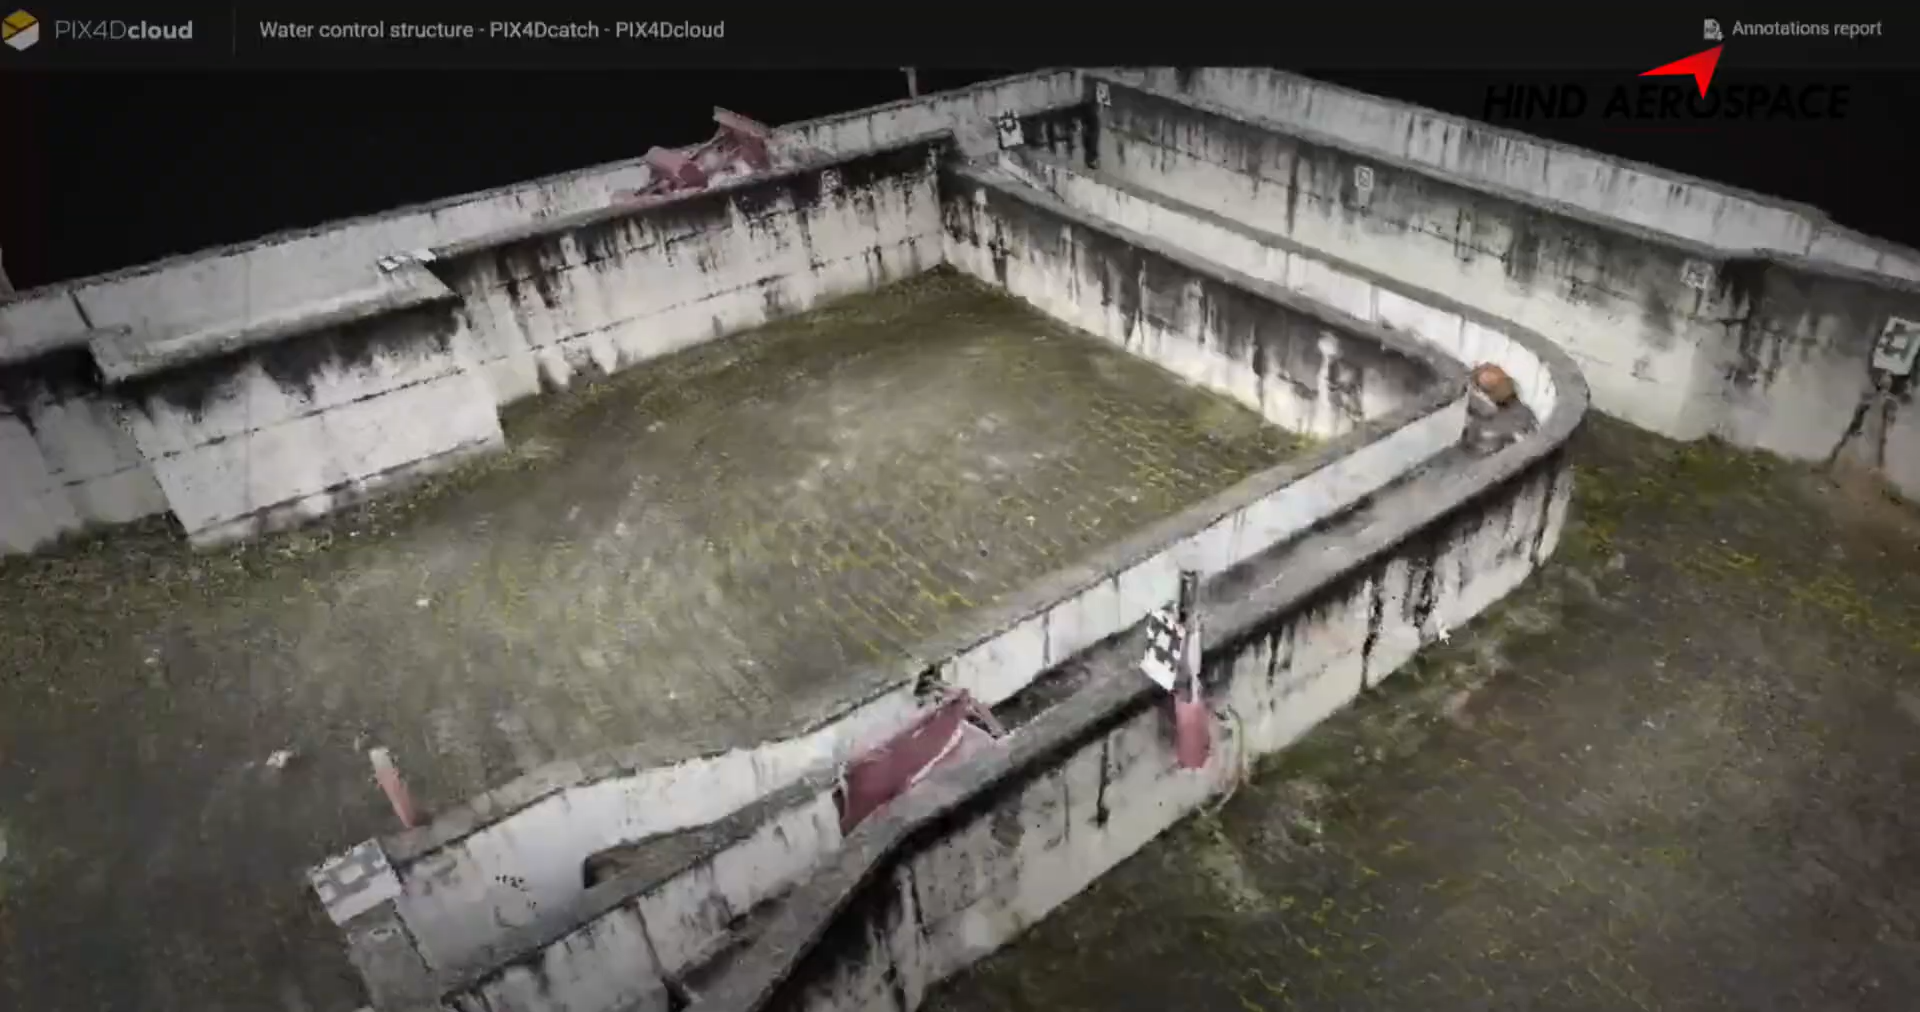 PIX4Dcloud
Water control structure - PIX4Dcatch - PIX4Dcloud
Annotations report
HIND AEROSPACE